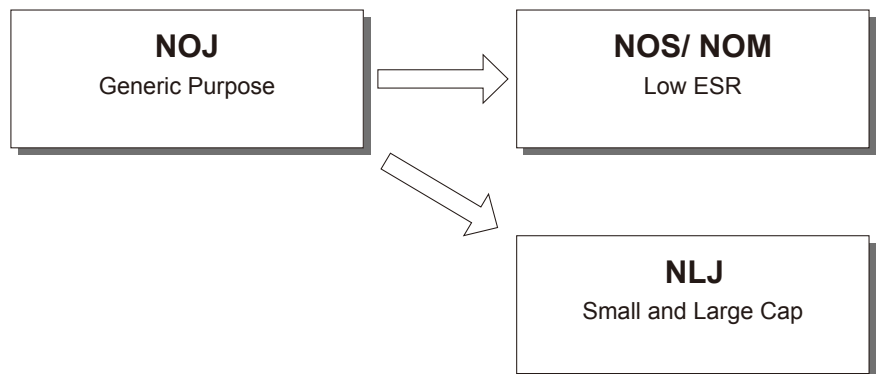 NOJ
Generic Purpose
NOS/ NOM
Low ESR
NLJ
Small and Large Cap